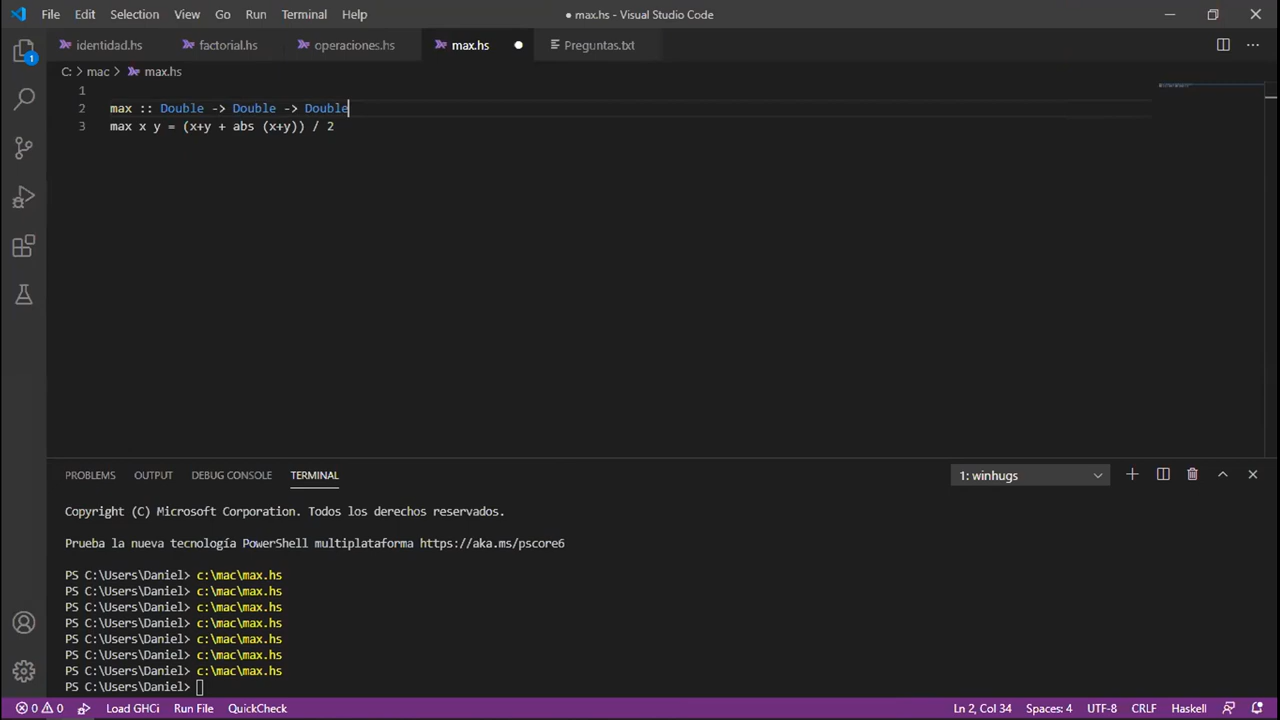 File Edit Selection View Go Run Terminal Help
● max.hs - Visual Studio Code
identidad.hs factorial.hs operaciones.hs max.hs Preguntas.txt
C: > mac > max.hs
1
2 max :: Double -> Double -> Double
3 max x y = (x+y + abs (x+y)) / 2
PROBLEMS OUTPUT DEBUG CONSOLE TERMINAL
1: winhugs
Copyright (C) Microsoft Corporation. Todos los derechos reservados.
Prueba la nueva tecnología PowerShell multiplataforma https://aka.ms/pscore6
PS C:\Users\Daniel> c:\mac\max.hs
PS C:\Users\Daniel> c:\mac\max.hs
PS C:\Users\Daniel> c:\mac\max.hs
PS C:\Users\Daniel> c:\mac\max.hs
PS C:\Users\Daniel> c:\mac\max.hs
PS C:\Users\Daniel> c:\mac\max.hs
PS C:\Users\Daniel> c:\mac\max.hs
PS C:\Users\Daniel>
1
0 0 Load GHCi Run File QuickCheck Ln 2, Col 34 Spaces: 4 UTF-8 CRLF Haskell